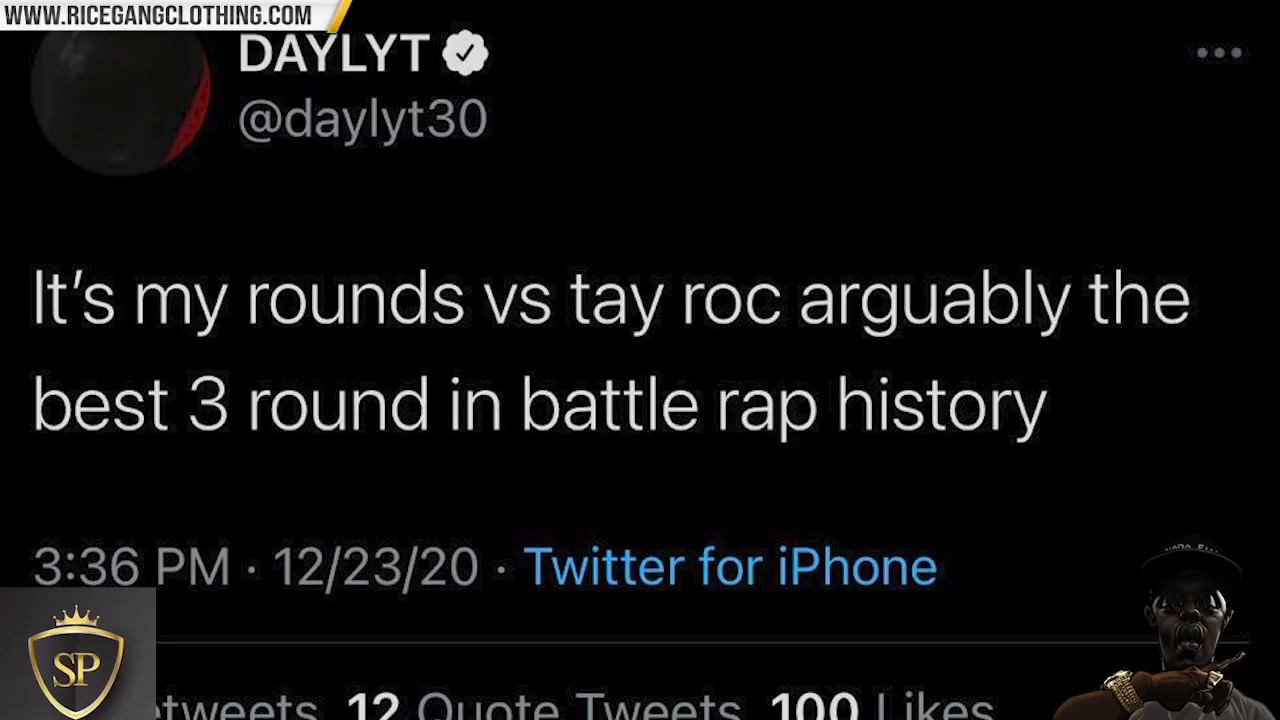 WWW.RICEGANGCLOTHING.COM
DAYLYT
@daylyt30
It's my rounds vs tay roc arguably the
best 3 round in battle rap history
3:36 PM · 12/23/20 · Twitter for iPhone
SP
12 Quote Tweets 100 Likes